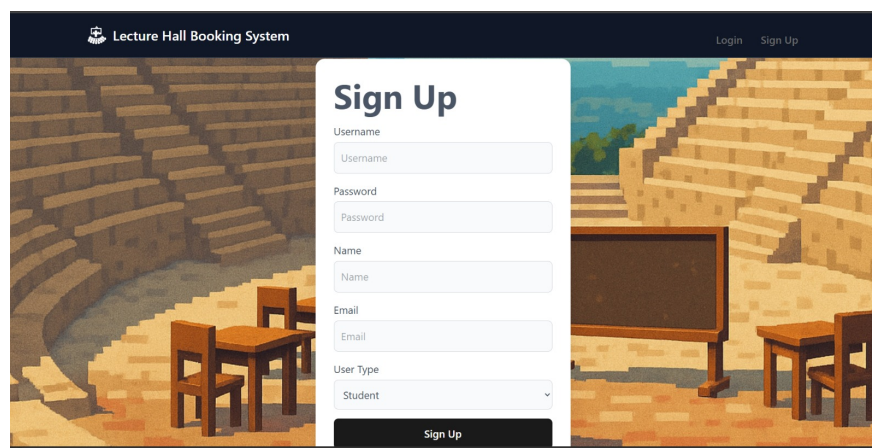 Lecture Hall Booking System
Login Sign Up
Sign Up
Username
Username
Password
Password
Name
Name
Email
Email
User Type
Student
Sign Up